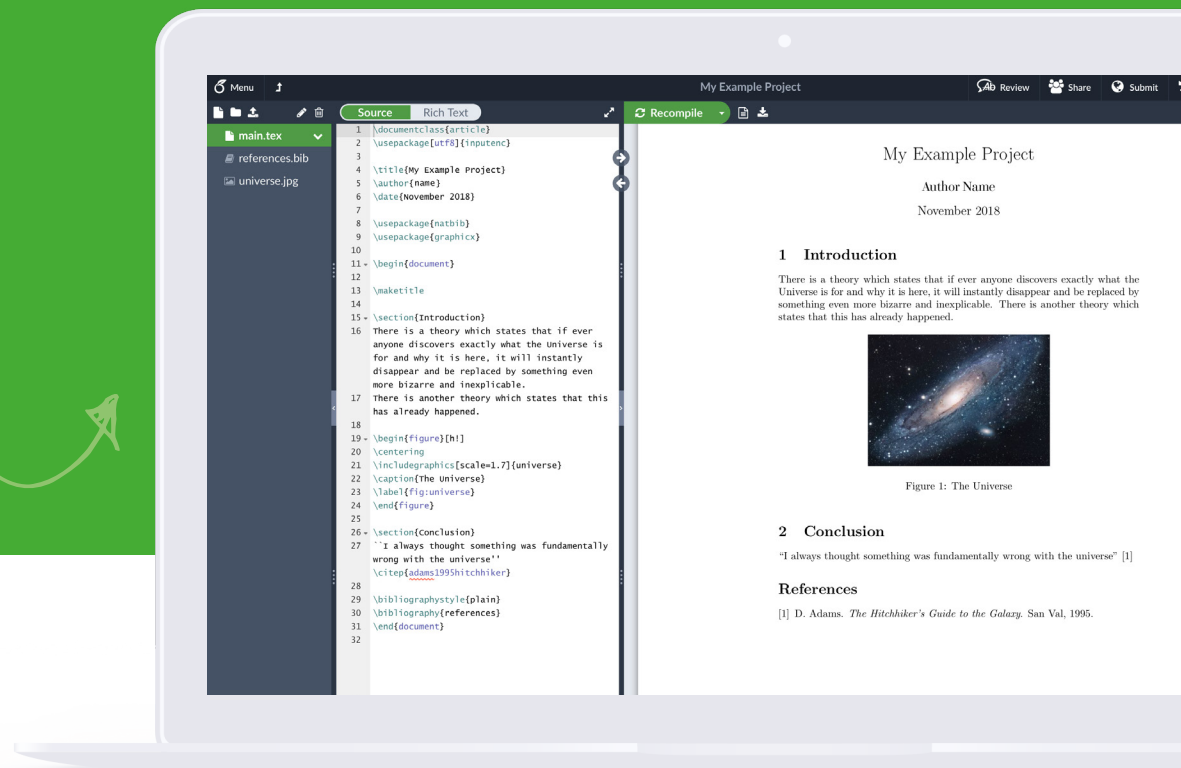 Menu
My Example Project
Review
Share
Submit
Source
Rich Text
Recompile
main.tex
references.bib
universe.jpg
1 \documentclass{article}
2 \usepackage[utf8]{inputenc}
3
4 \title{My Example Project}
5 \author{name}
6 \date{November 2018}
7
8 \usepackage{natbib}
9 \usepackage{graphicx}
10
11 \begin{document}
12
13 \maketitle
14
15 \section{Introduction}
16 There is a theory which states that if ever
anyone discovers exactly what the Universe is
for and why it is here, it will instantly
disappear and be replaced by something even
more bizarre and inexplicable.
17 There is another theory which states that this
has already happened.
18
19 \begin{figure}[h!]
20 \centering
21 \includegraphics[scale=1.7]{universe}
22 \caption{The Universe}
23 \label{fig:universe}
24 \end{figure}
25
26 \section{Conclusion}
27 ``I always thought something was fundamentally
wrong with the universe''
\citep{adams1995hitchhiker}
28
29 \bibliographystyle{plain}
30 \bibliography{references}
31 \end{document}
32
My Example Project
Author Name
November 2018
1 Introduction
There is a theory which states that if ever anyone discovers exactly what the
Universe is for and why it is here, it will instantly disappear and be replaced by
something even more bizarre and inexplicable. There is another theory which
states that this has already happened.
Figure 1: The Universe
2 Conclusion
“I always thought something was fundamentally wrong with the universe” [1]
References
[1] D. Adams. The Hitchhiker's Guide to the Galaxy. San Val, 1995.